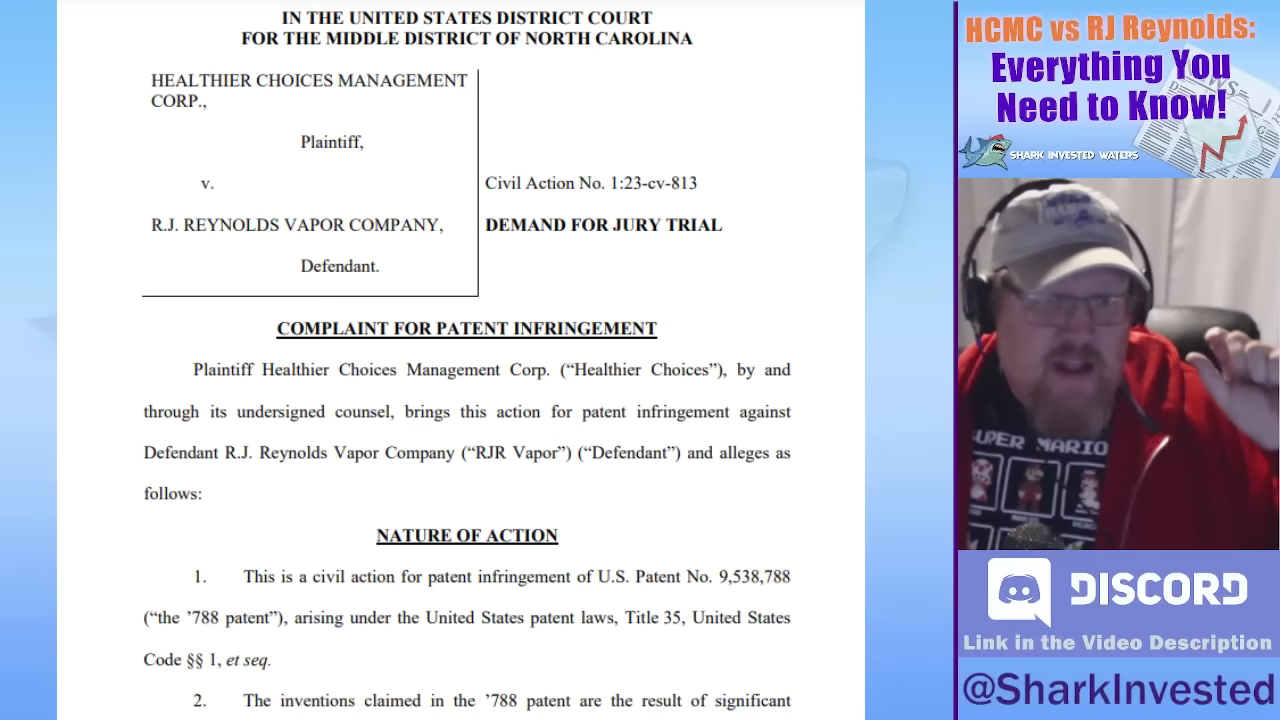 IN THE UNITED STATES DISTRICT COURT
FOR THE MIDDLE DISTRICT OF NORTH CAROLINA
HEALTHIER CHOICES MANAGEMENT
CORP.,
Plaintiff,
v.
R.J. REYNOLDS VAPOR COMPANY,
Defendant.
Civil Action No. 1:23-cv-813
DEMAND FOR JURY TRIAL
COMPLAINT FOR PATENT INFRINGEMENT
Plaintiff Healthier Choices Management Corp. (“Healthier Choices”), by and
through its undersigned counsel, brings this action for patent infringement against
Defendant R.J. Reynolds Vapor Company (“RJR Vapor”) (“Defendant”) and alleges as
follows:
NATURE OF ACTION
1. This is a civil action for patent infringement of U.S. Patent No. 9,538,788
(“the ’788 patent”), arising under the United States patent laws, Title 35, United States
Code §§ 1, et seq.
2. The inventions claimed in the ’788 patent are the result of significant
HCMC vs RJ Reynolds:
Everything You
Need to Know!
SHARK INVESTED WATERS
SUPER MARIO
DISCORD
Link in the Video Description
@SharkInvested